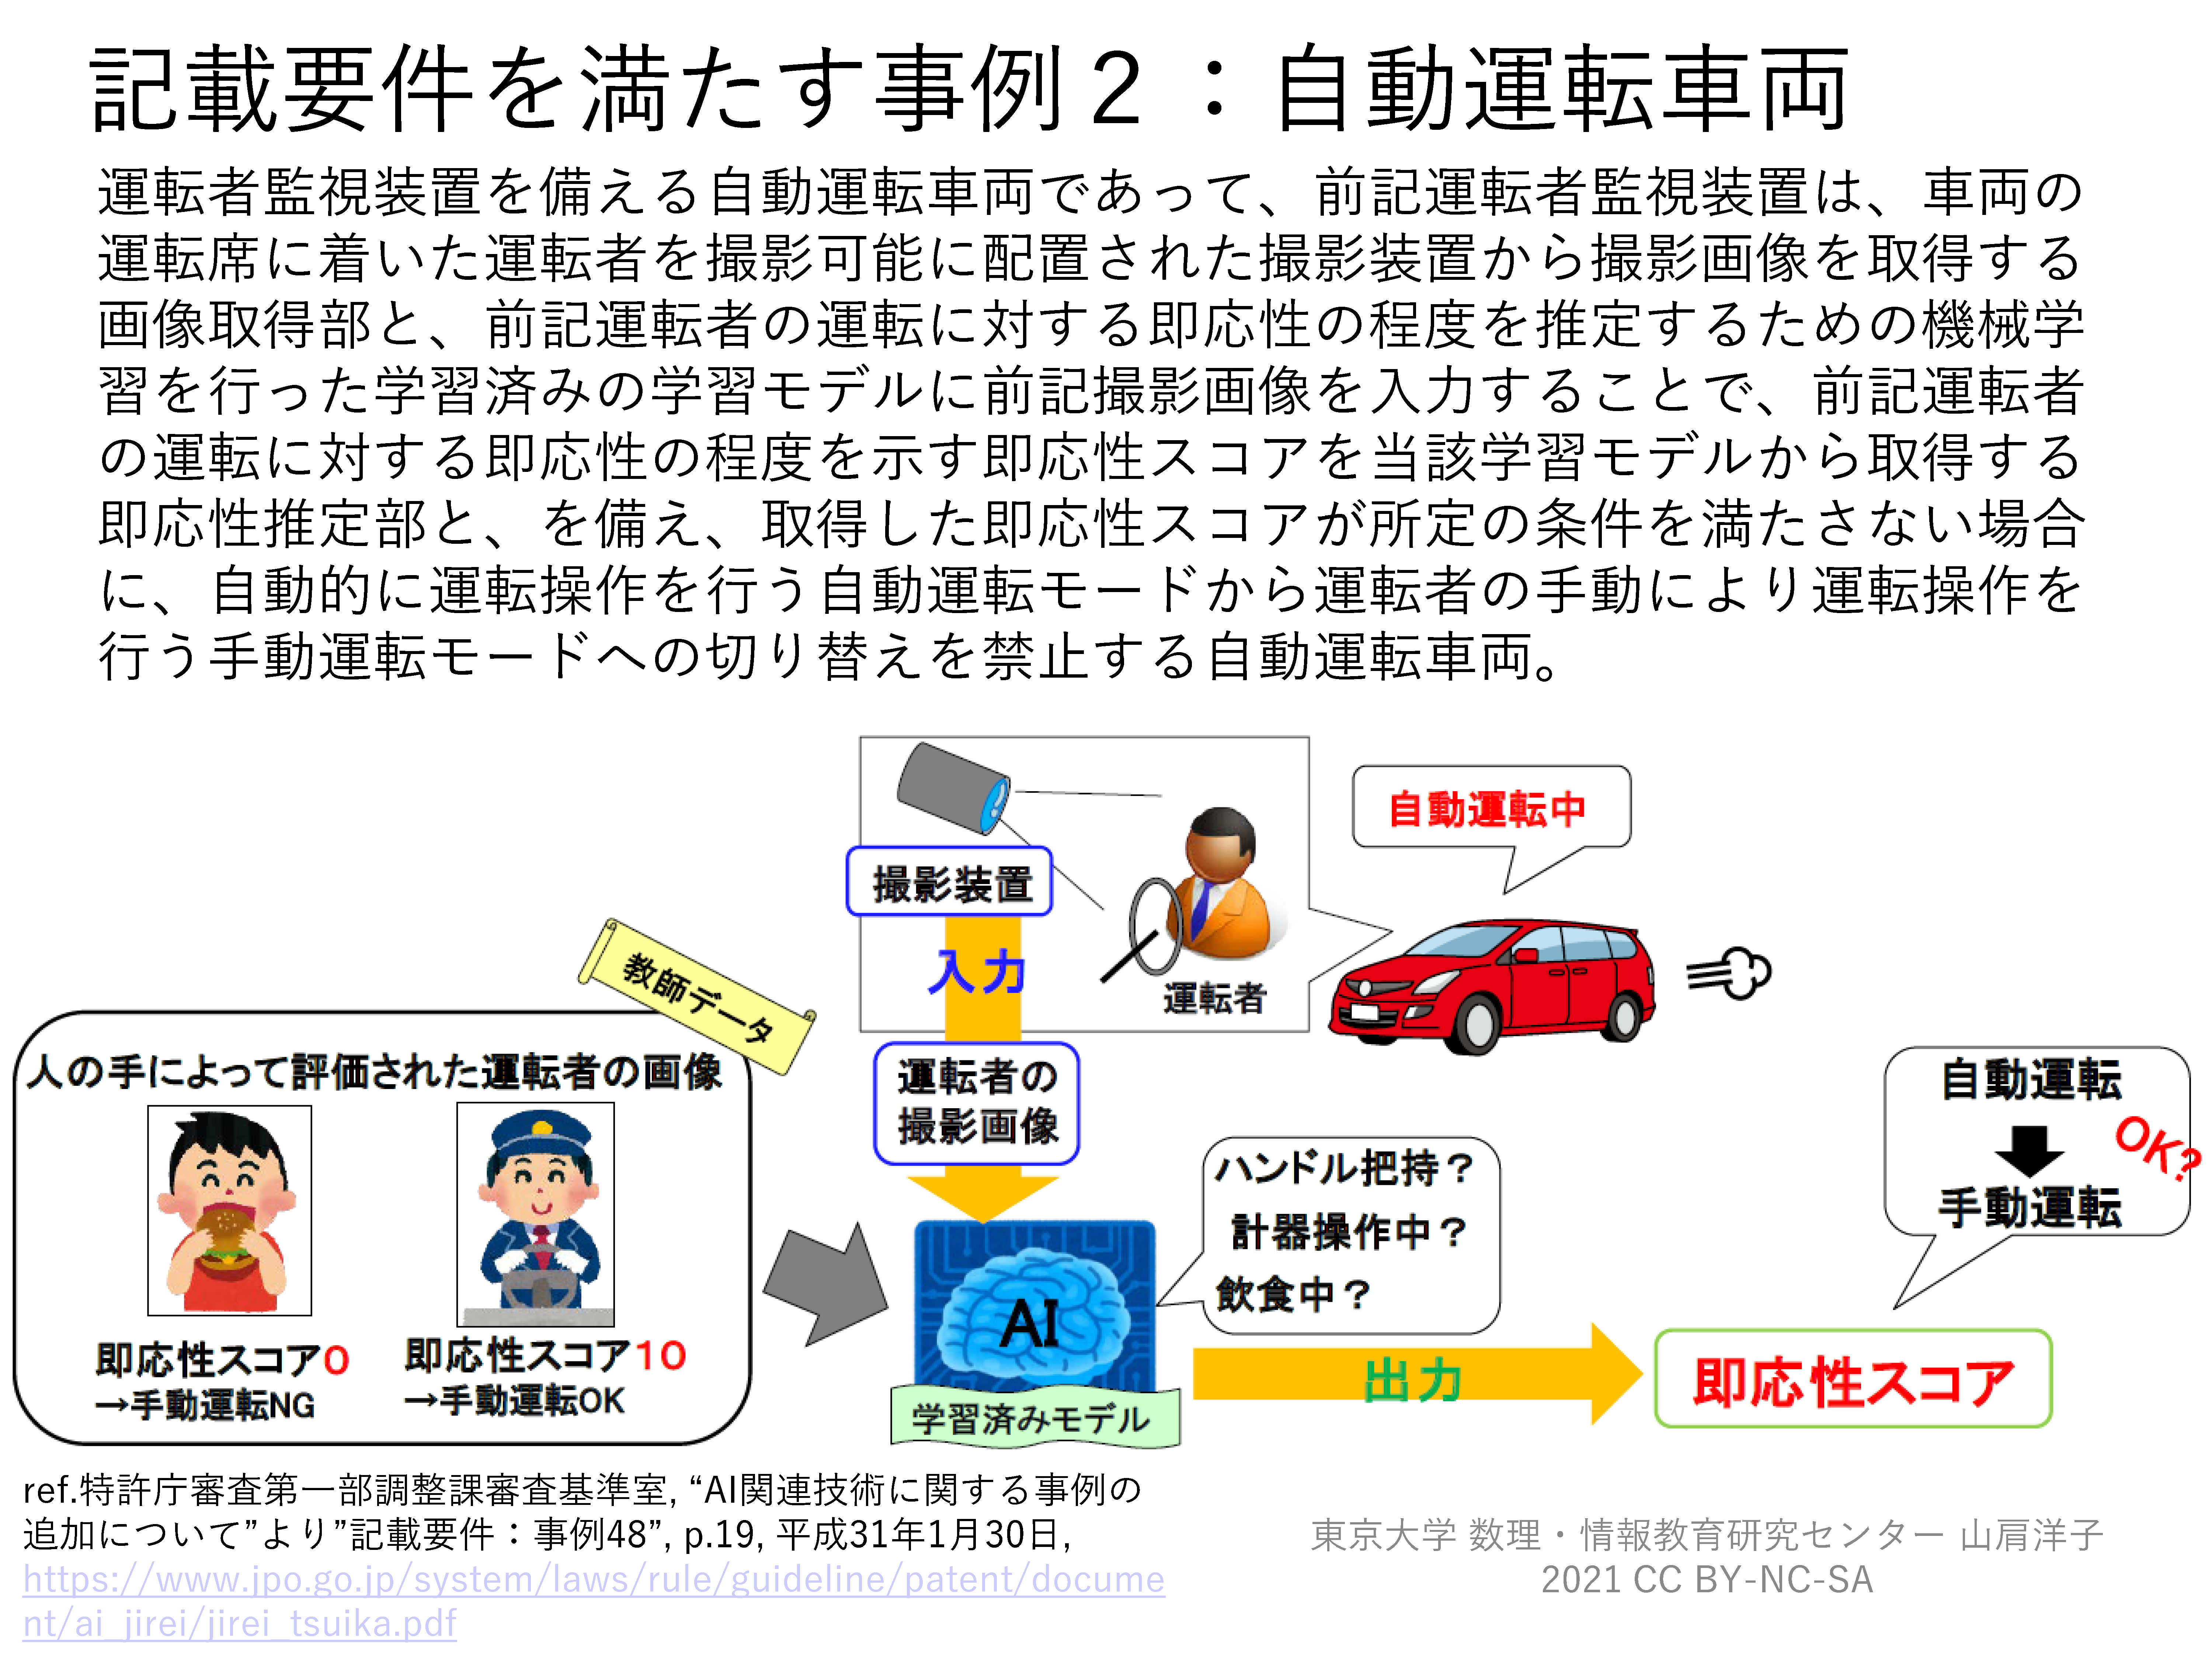 記載要件を満たす事例２：自動運転車両
運転者監視装置を備える自動運転車両であって、前記運転者監視装置は、車両の
運転席に着いた運転者を撮影可能に配置された撮影装置から撮影画像を取得する
画像取得部と、前記運転者の運転に対する即応性の程度を推定するための機械学
習を行った学習済みの学習モデルに前記撮影画像を入力することで、前記運転者
の運転に対する即応性の程度を示す即応性スコアを当該学習モデルから取得する
即応性推定部と、を備え、取得した即応性スコアが所定の条件を満たさない場合
に、自動的に運転操作を行う自動運転モードから運転者の手動により運転操作を
行う手動運転モードへの切り替えを禁止する自動運転車両。
自動運転中
撮影装置
入力
運転者
教師データ
人の手によって評価された運転者の画像
即応性スコア０
→手動運転NG
即応性スコア１０
→手動運転OK
運転者の
撮影画像
ハンドル把持？
計器操作中？
飲食中？
AI
学習済みモデル
出力
自動運転
OK?
手動運転
即応性スコア
ref.特許庁審査第一部調整課審査基準室, “AI関連技術に関する事例の
追加について”より”記載要件：事例48”, p.19, 平成31年1月30日,
https://www.jpo.go.jp/system/laws/rule/guideline/patent/docume
nt/ai_jirei/jirei_tsuika.pdf
東京大学 数理・情報教育研究センター 山肩洋子
2021 CC BY-NC-SA